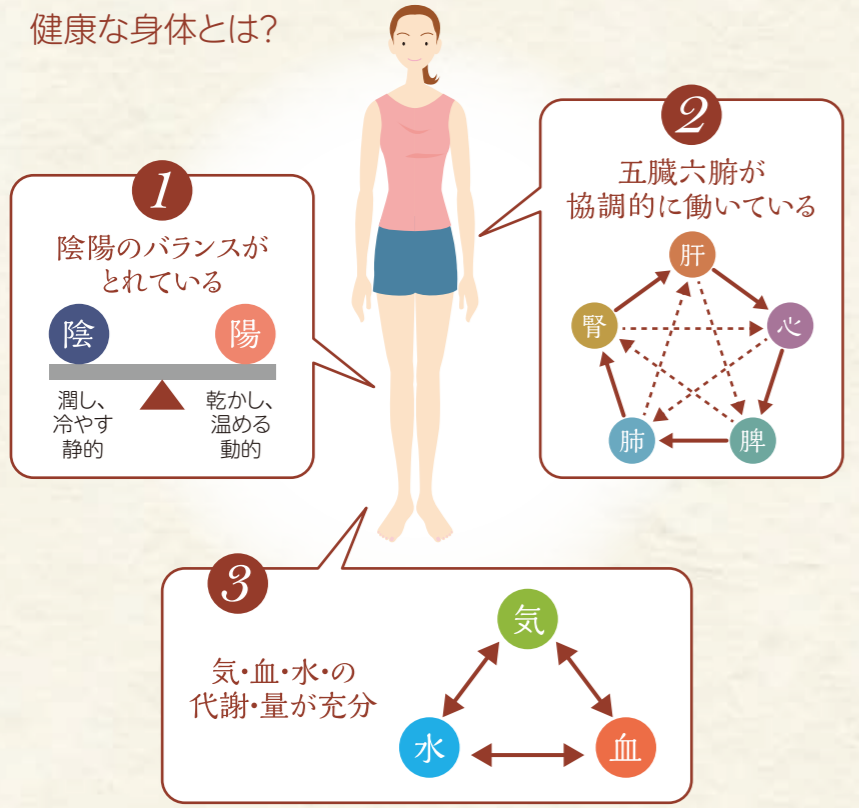 健康な身体とは?
1
陰陽のバランスが
とれている
陰
陽
潤し、
冷やす
静的
乾かし、
温める
動的
2
五臓六腑が
協調的に働いている
肝
心
脾
肺
腎
3
気・血・水・の
代謝・量が充分
気
水
血